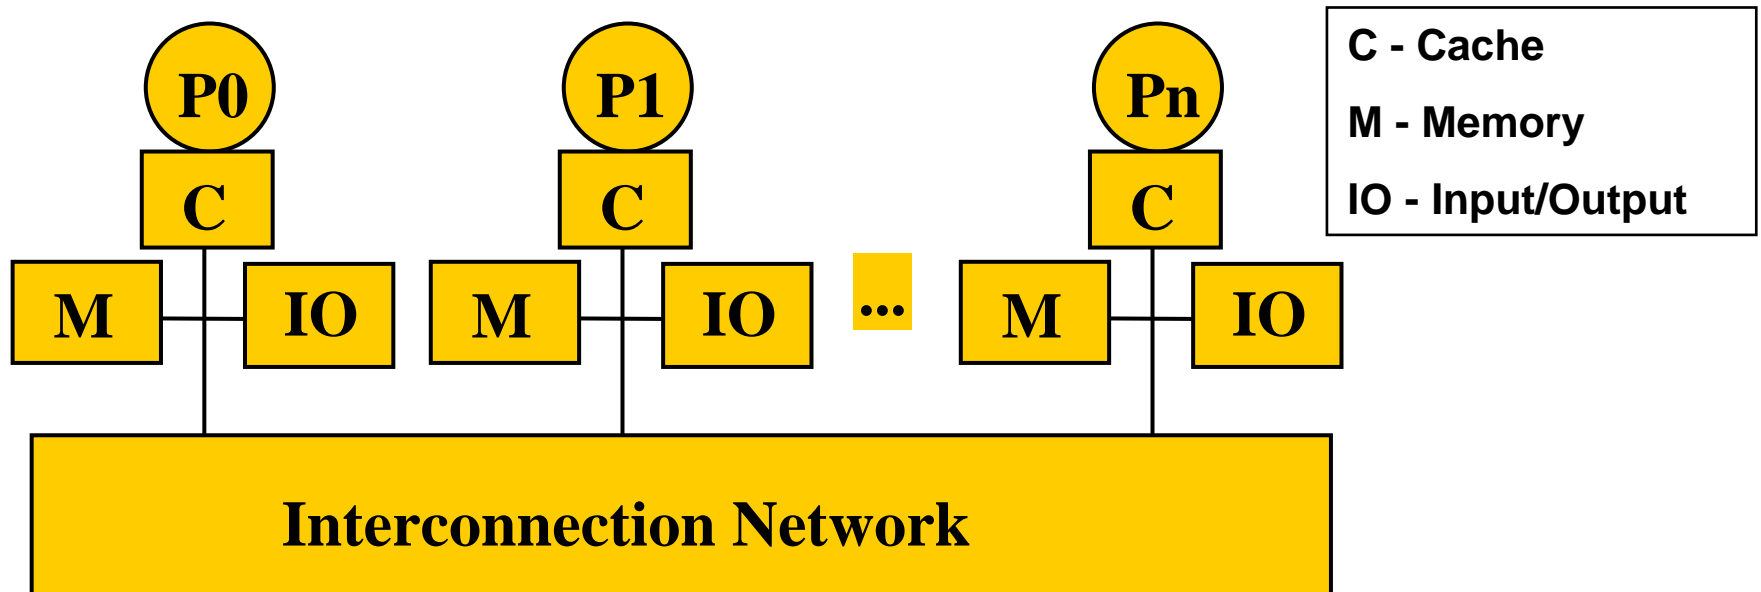 P0 P1 Pn
C C C
M IO M IO ... M IO
Interconnection Network
C - Cache
M - Memory
IO - Input/Output